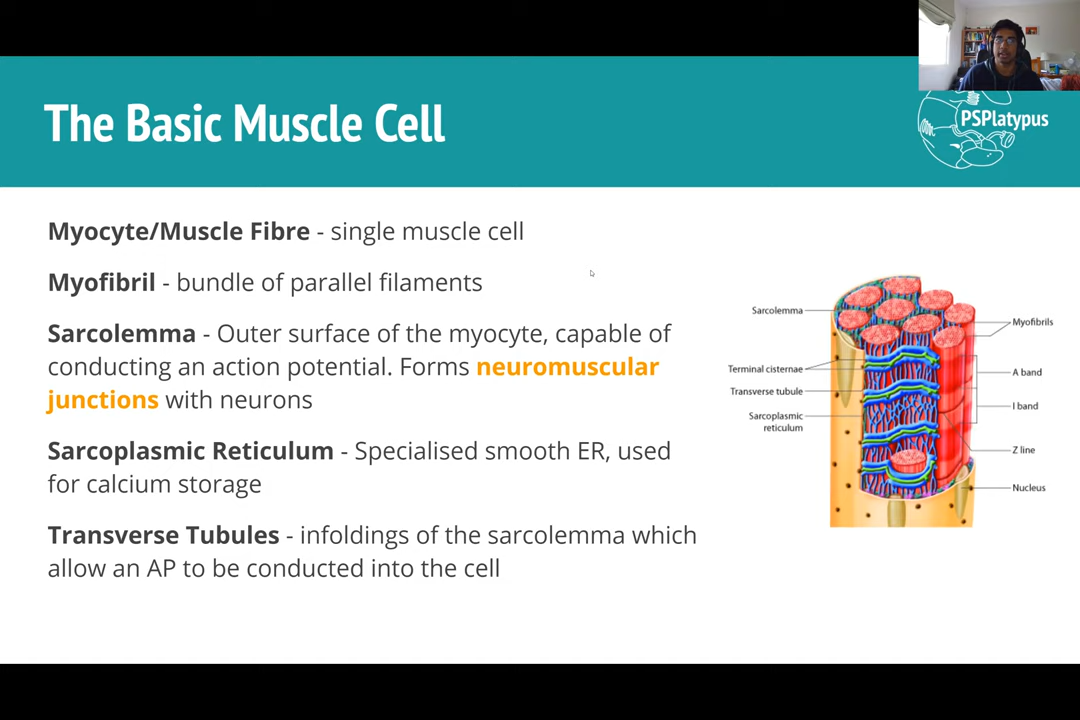 The Basic Muscle Cell
PSPlatypus
Myocyte/Muscle Fibre - single muscle cell
Myofibril - bundle of parallel filaments
Sarcolemma - Outer surface of the myocyte, capable of
conducting an action potential. Forms neuromuscular
junctions with neurons
Sarcoplasmic Reticulum - Specialised smooth ER, used
for calcium storage
Transverse Tubules - infoldings of the sarcolemma which
allow an AP to be conducted into the cell
Sarcolemma
Terminal cisternae
Transverse tubule
Sarcoplasmic
reticulum
Myofibrils
A band
I band
Z line
Nucleus